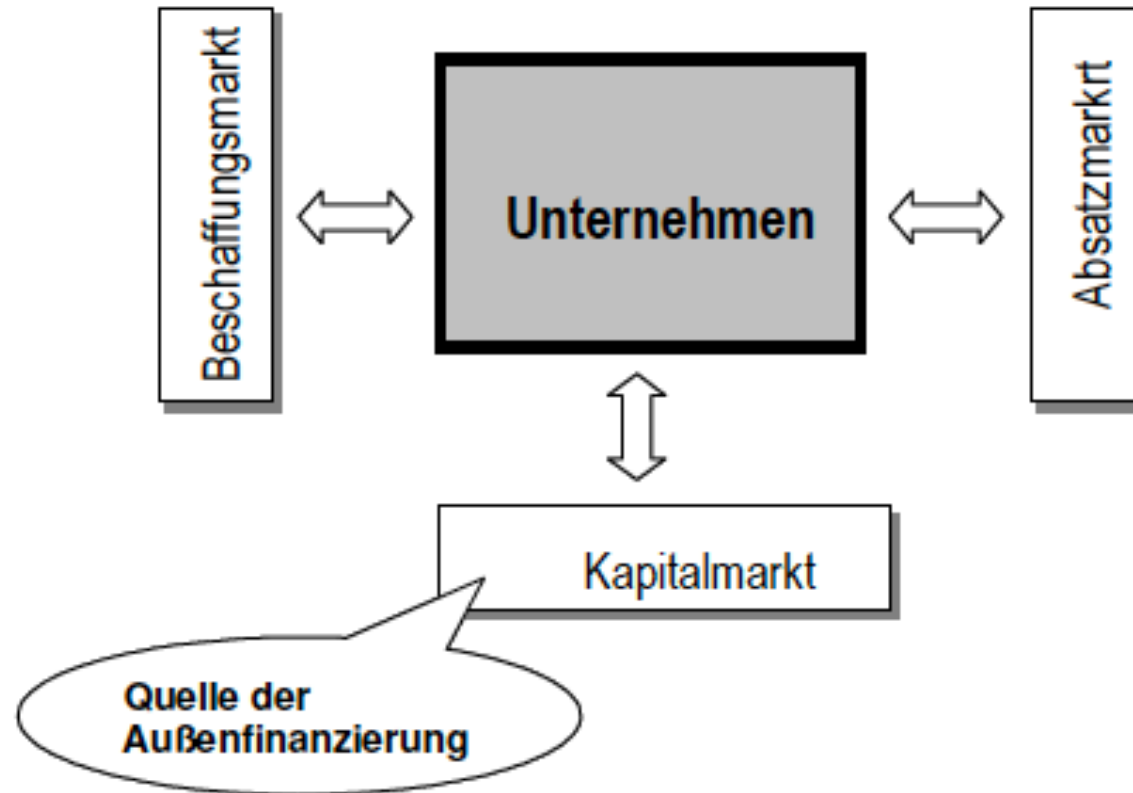 Beschaffungsmarkt
Unternehmen
Absatzmarkrt
Kapitalmarkt
Quelle der
Außenfinanzierung